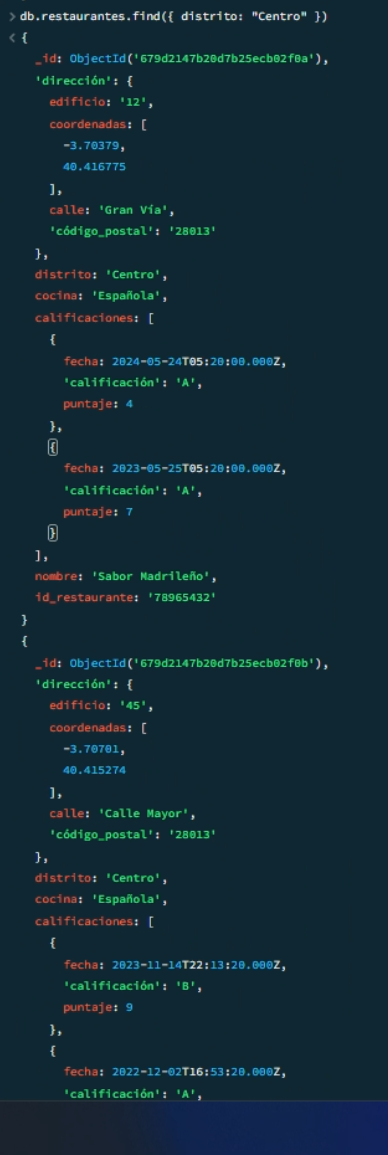 > db.restaurantes.find({ distrito: "Centro" })
< {
_id: ObjectId('679d2147b20d7b25ecb02f0a'),
'dirección': {
edificio: '12',
coordenadas: [
-3.70379,
40.416775
],
calle: 'Gran Vía',
'código_postal': '28013'
},
distrito: 'Centro',
cocina: 'Española',
calificaciones: [
{
fecha: 2024-05-24T05:20:00.000Z,
'calificación': 'A',
puntaje: 4
},
{
fecha: 2023-05-25T05:20:00.000Z,
'calificación': 'A',
puntaje: 7
}
],
nombre: 'Sabor Madrileño',
id_restaurante: '78965432'
}
{
_id: ObjectId('679d2147b20d7b25ecb02f0b'),
'dirección': {
edificio: '45',
coordenadas: [
-3.70701,
40.415274
],
calle: 'Calle Mayor',
'código_postal': '28013'
},
distrito: 'Centro',
cocina: 'Española',
calificaciones: [
{
fecha: 2023-11-14T22:13:20.000Z,
'calificación': 'B',
puntaje: 9
},
{
fecha: 2022-12-02T16:53:20.000Z,
'calificación': 'A',